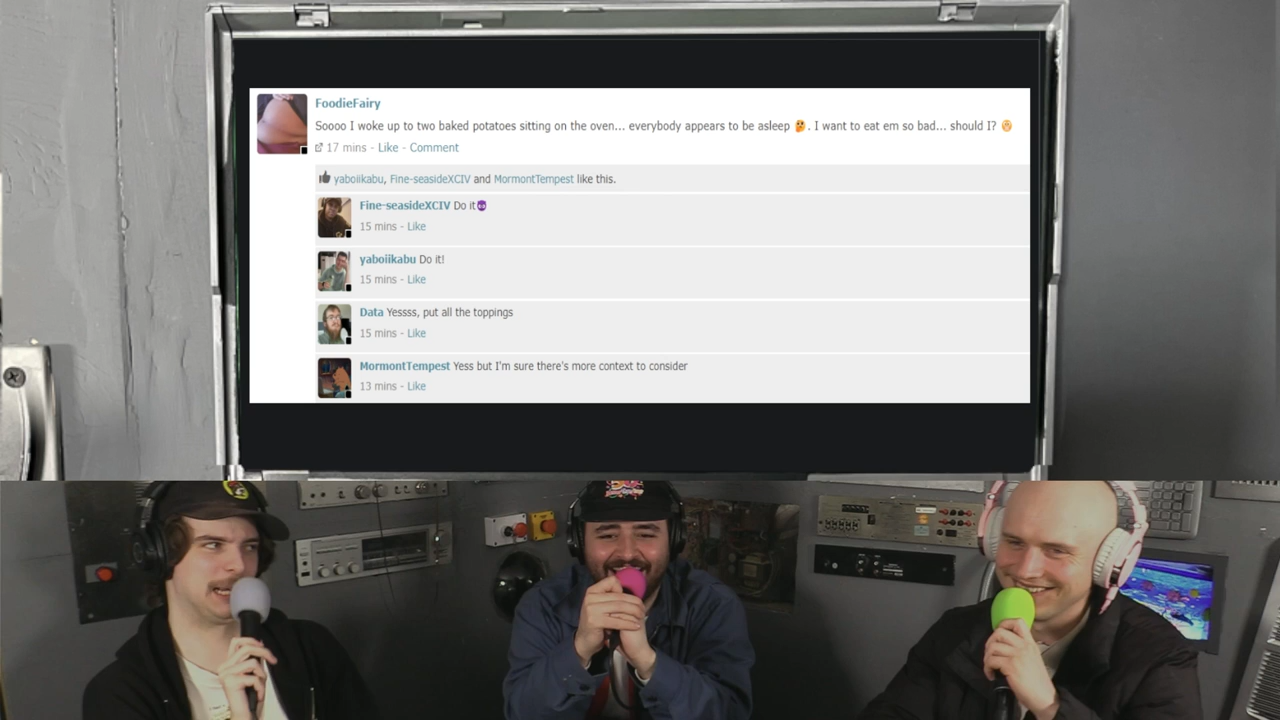 FoodieFairy
Soooo I woke up to two baked potatoes sitting on the oven... everybody appears to be asleep 🤔. I want to eat em so bad... should I? 
17 mins - Like - Comment
yaboiikabu, Fine-seasideXCIV and MormontTempest like this.
Fine-seasideXCIV Do it😈
15 mins - Like
yaboiikabu Do it!
15 mins - Like
Data Yessss, put all the toppings
15 mins - Like
MormontTempest Yess but I'm sure there's more context to consider
13 mins - Like